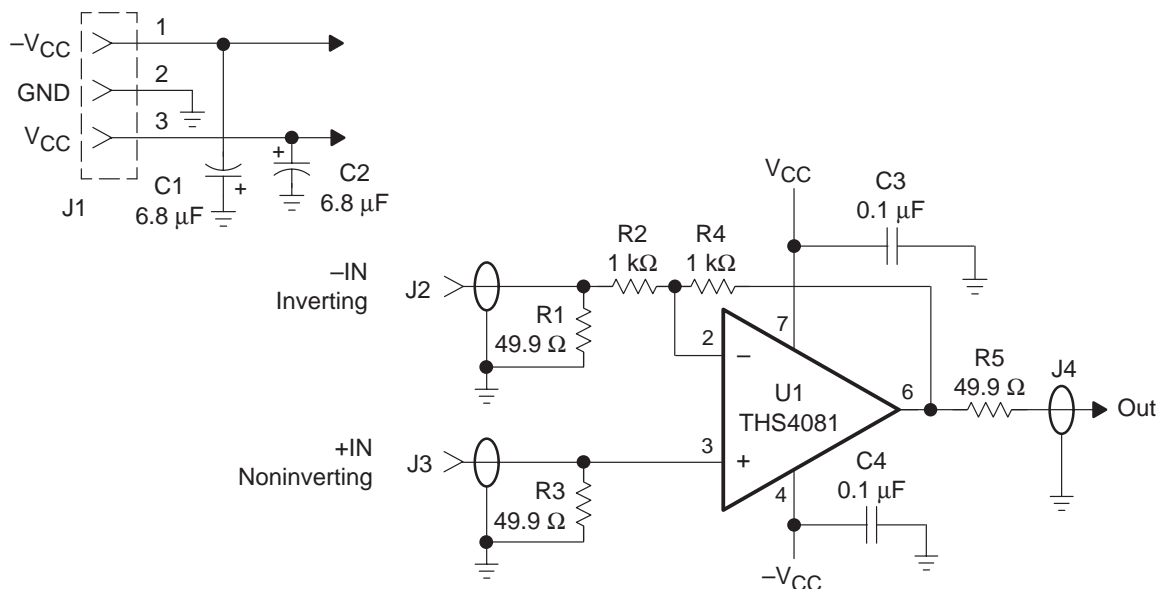 1
–VCC
2
GND
3
VCC
J1
C1
6.8 µF
+
+
C2
6.8 µF
VCC
C3
0.1 µF
–IN
Inverting
J2
R2
1 kΩ
R4
1 kΩ
R1
49.9 Ω
7
2
–
U1
THS4081
6
R5
49.9 Ω
J4
Out
+IN
Noninverting
J3
3
+
R3
49.9 Ω
4
C4
0.1 µF
–VCC